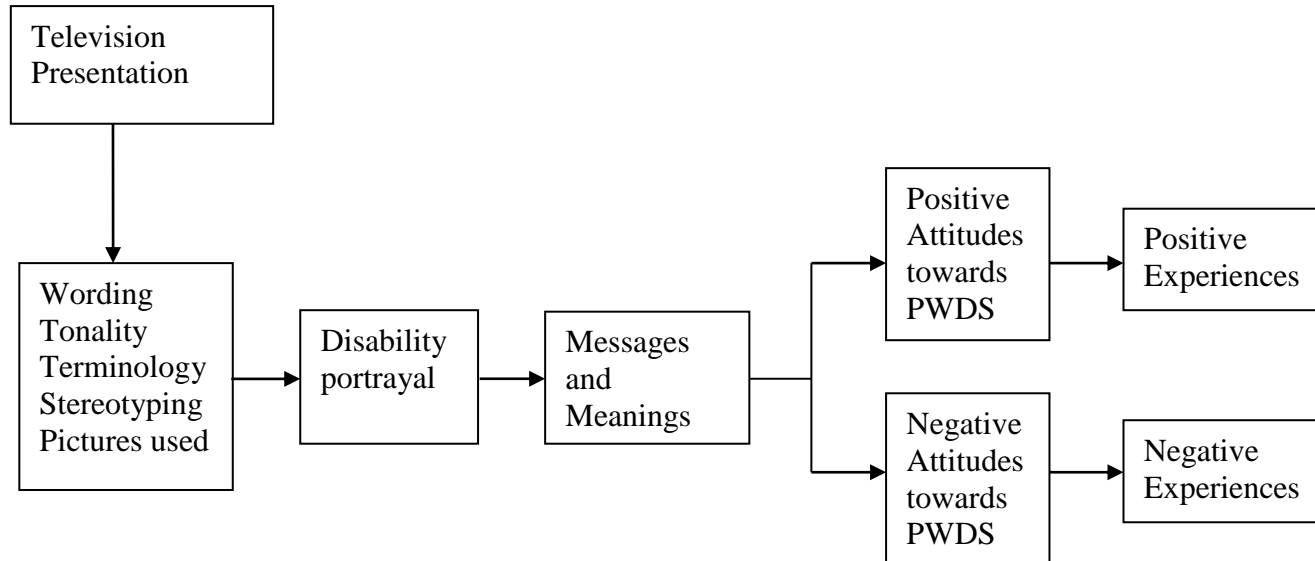 Television
Presentation
Wording
Tonality
Terminology
Stereotyping
Pictures used
Disability
portrayal
Messages
and
Meanings
Positive
Attitudes
towards
PWDS
Positive
Experiences
Negative
Attitudes
towards
PWDS
Negative
Experiences